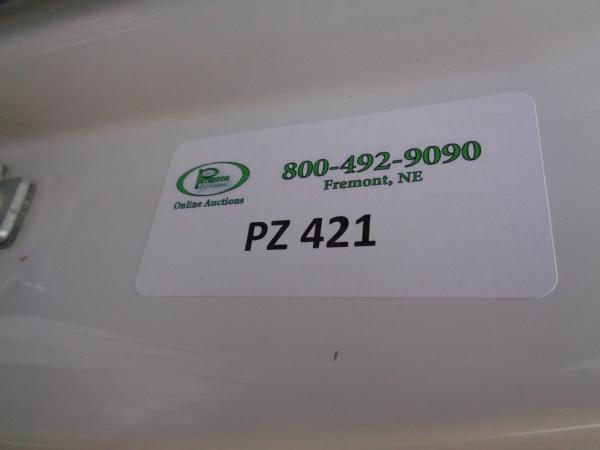 Online Auctions
800-492-9090
Fremont, NE
PZ 421